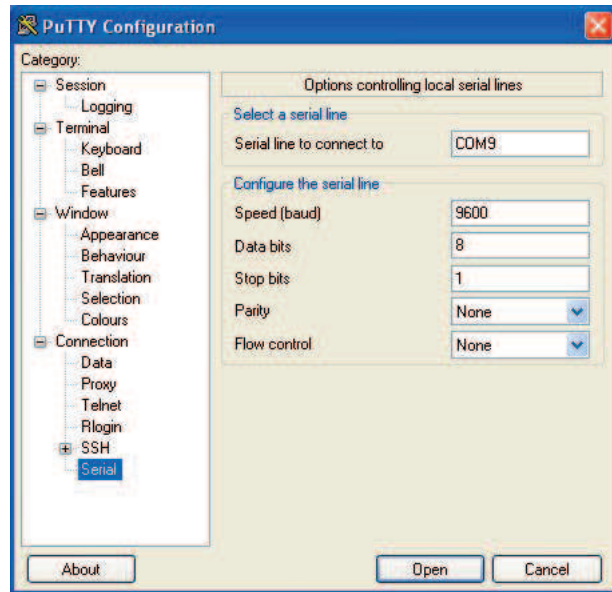 PuTTY Configuration
Category:
Session
Logging
Terminal
Keyboard
Bell
Features
Window
Appearance
Behaviour
Translation
Selection
Colours
Connection
Data
Proxy
Telnet
Rlogin
SSH
Serial
Options controlling local serial lines
Select a serial line
Serial line to connect to COM9
Configure the serial line
Speed (baud) 9600
Data bits 8
Stop bits 1
Parity None
Flow control None
About
Open
Cancel